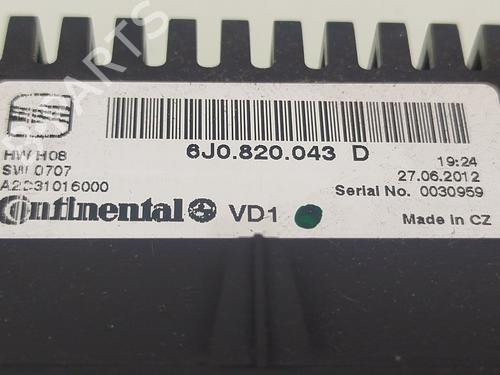 6J0.820.043 D
HW H08
SW 0707
A2C31016000
19:24
27.06.2012
Serial No. 0030959
Continental VD1
Made in CZ